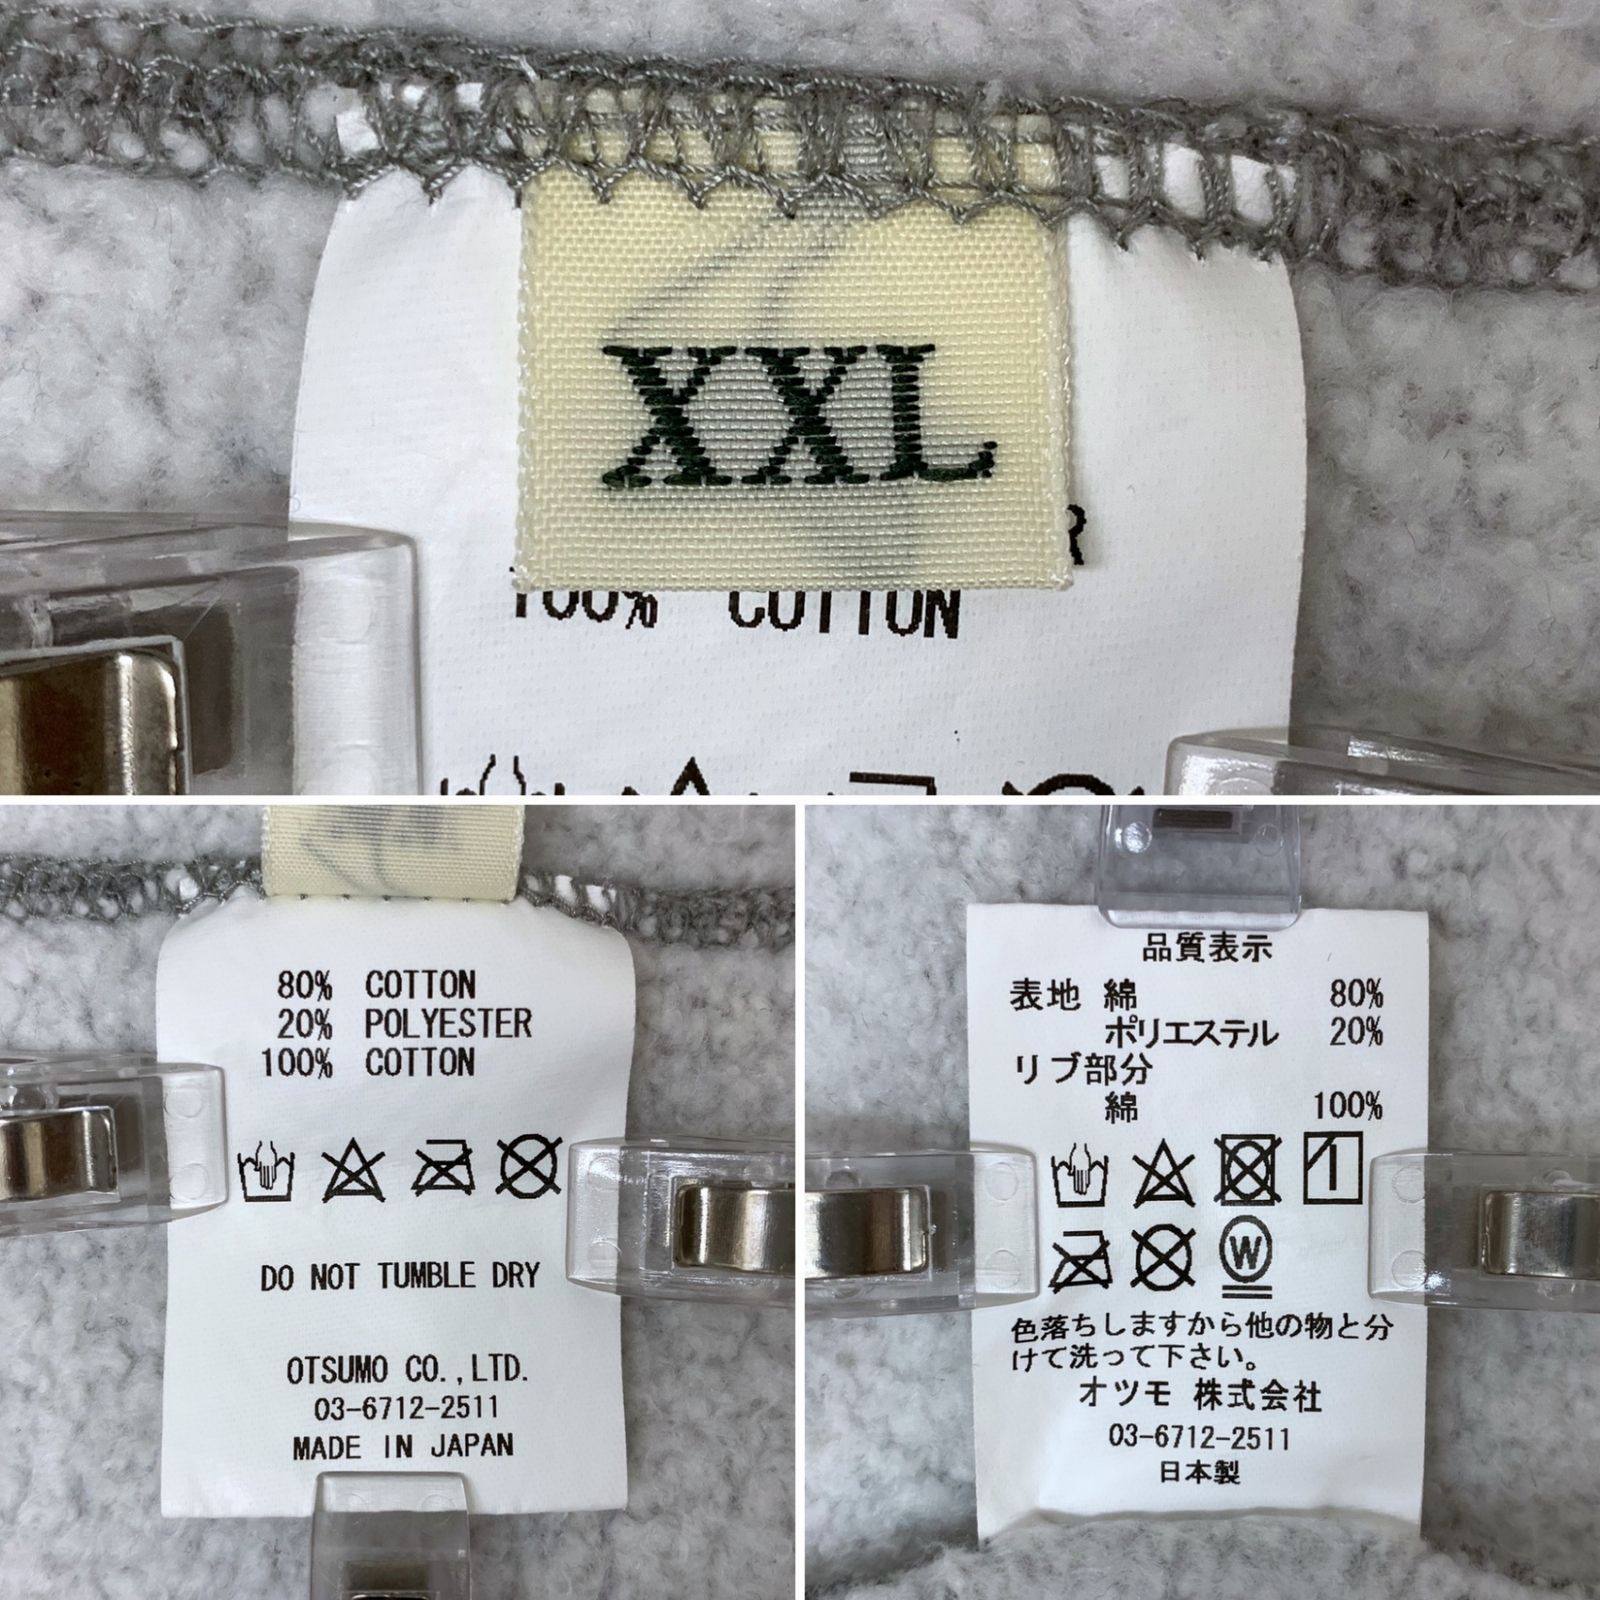 XXL
R
100% COTTON
80% COTTON
20% POLYESTER
100% COTTON
DO NOT TUMBLE DRY
OTSUMO CO.,LTD.
03-6712-2511
MADE IN JAPAN
品質表示
表地 綿 80%
ポリエステル 20%
リブ部分
綿 100%
W
色落ちしますから他の物と分
けて洗って下さい。
オツモ 株式会社
03-6712-2511
日本製